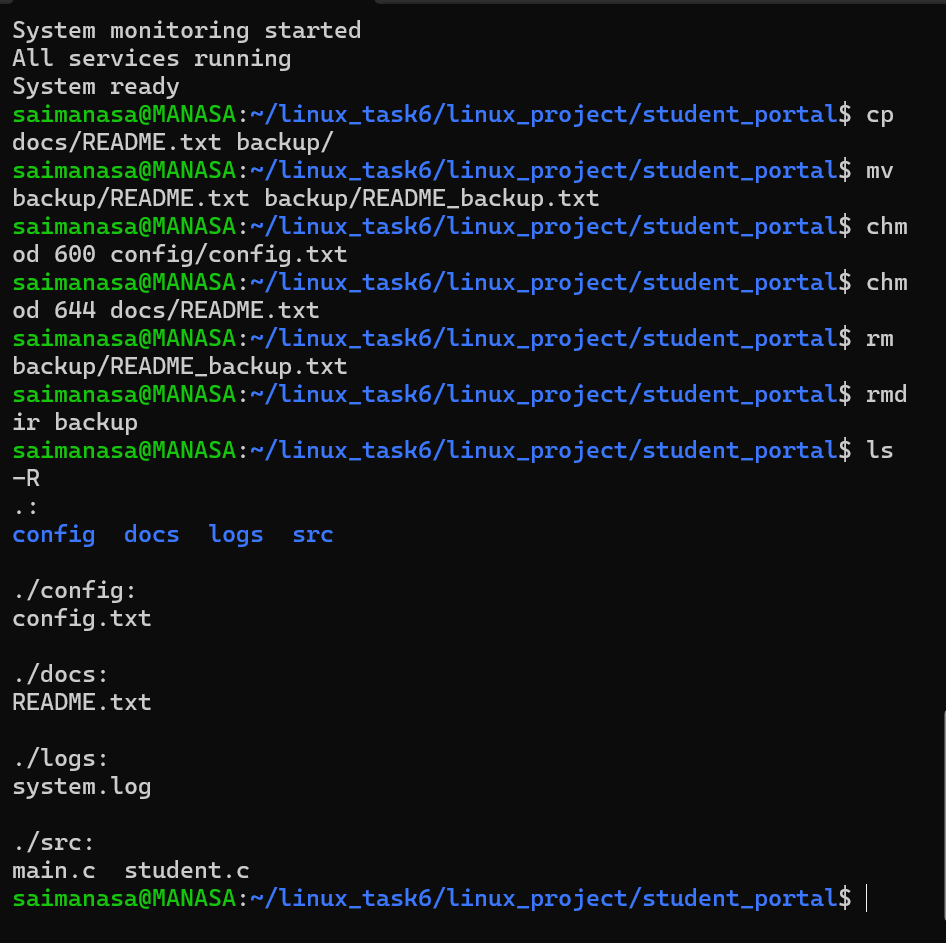 System monitoring started
All services running
System ready
saimanasa@MANASA:~/linux_task6/linux_project/student_portal$ cp
docs/README.txt backup/
saimanasa@MANASA:~/linux_task6/linux_project/student_portal$ mv
backup/README.txt backup/README_backup.txt
saimanasa@MANASA:~/linux_task6/linux_project/student_portal$ chm
od 600 config/config.txt
saimanasa@MANASA:~/linux_task6/linux_project/student_portal$ chm
od 644 docs/README.txt
saimanasa@MANASA:~/linux_task6/linux_project/student_portal$ rm
backup/README_backup.txt
saimanasa@MANASA:~/linux_task6/linux_project/student_portal$ rmd
ir backup
saimanasa@MANASA:~/linux_task6/linux_project/student_portal$ ls
-R
.:
config  docs  logs  src

./config:
config.txt

./docs:
README.txt

./logs:
system.log

./src:
main.c  student.c
saimanasa@MANASA:~/linux_task6/linux_project/student_portal$